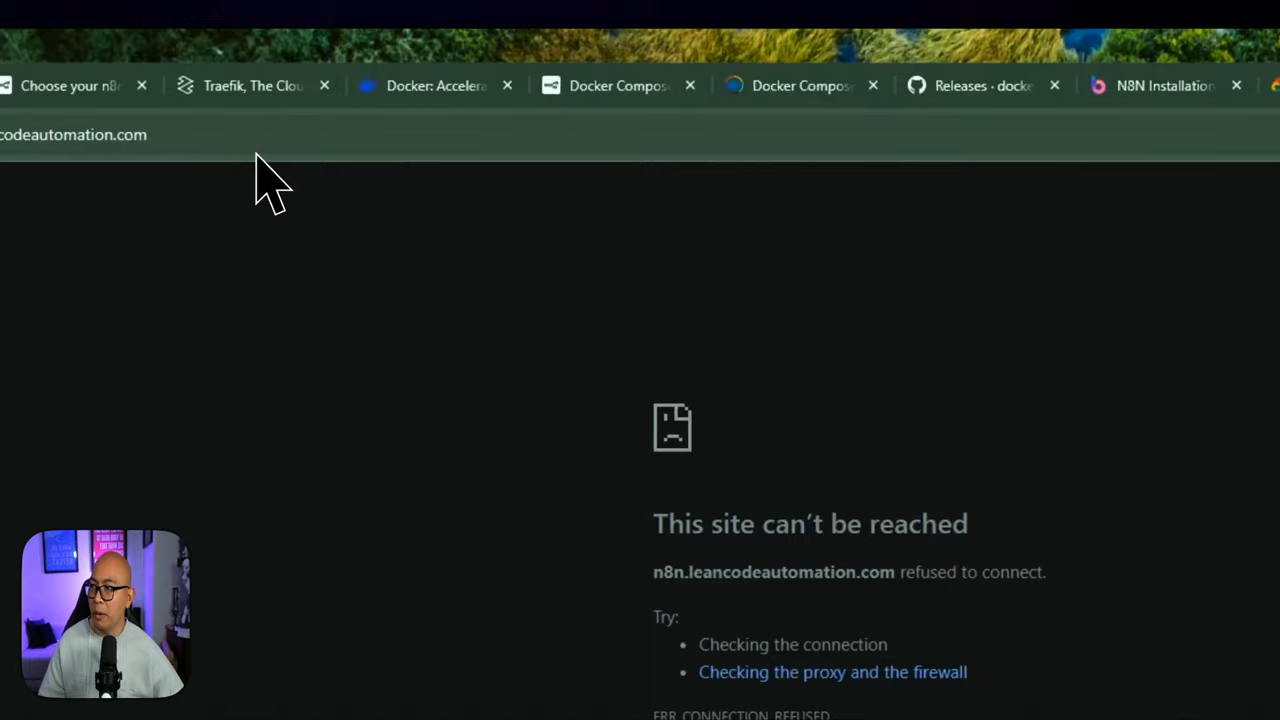 Choose your n8
Traefik, The Clou
Docker: Accelera
Docker Compos
Docker Compos
Releases · docke
N8N Installation
codeautomation.com
This site can't be reached
n8n.leancodeautomation.com refused to connect.
Try:
• Checking the connection
• Checking the proxy and the firewall
ERR_CONNECTION_REFUSED